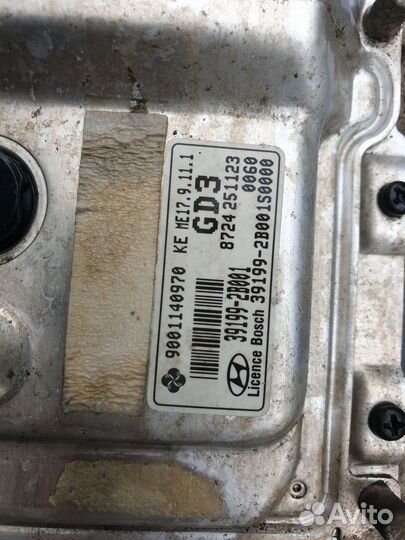 9001140970 KE ME17.9.11.1
GD3
8724 251123
0060
39199-2B001
Licence Bosch 39199-2B001S0000
Avito